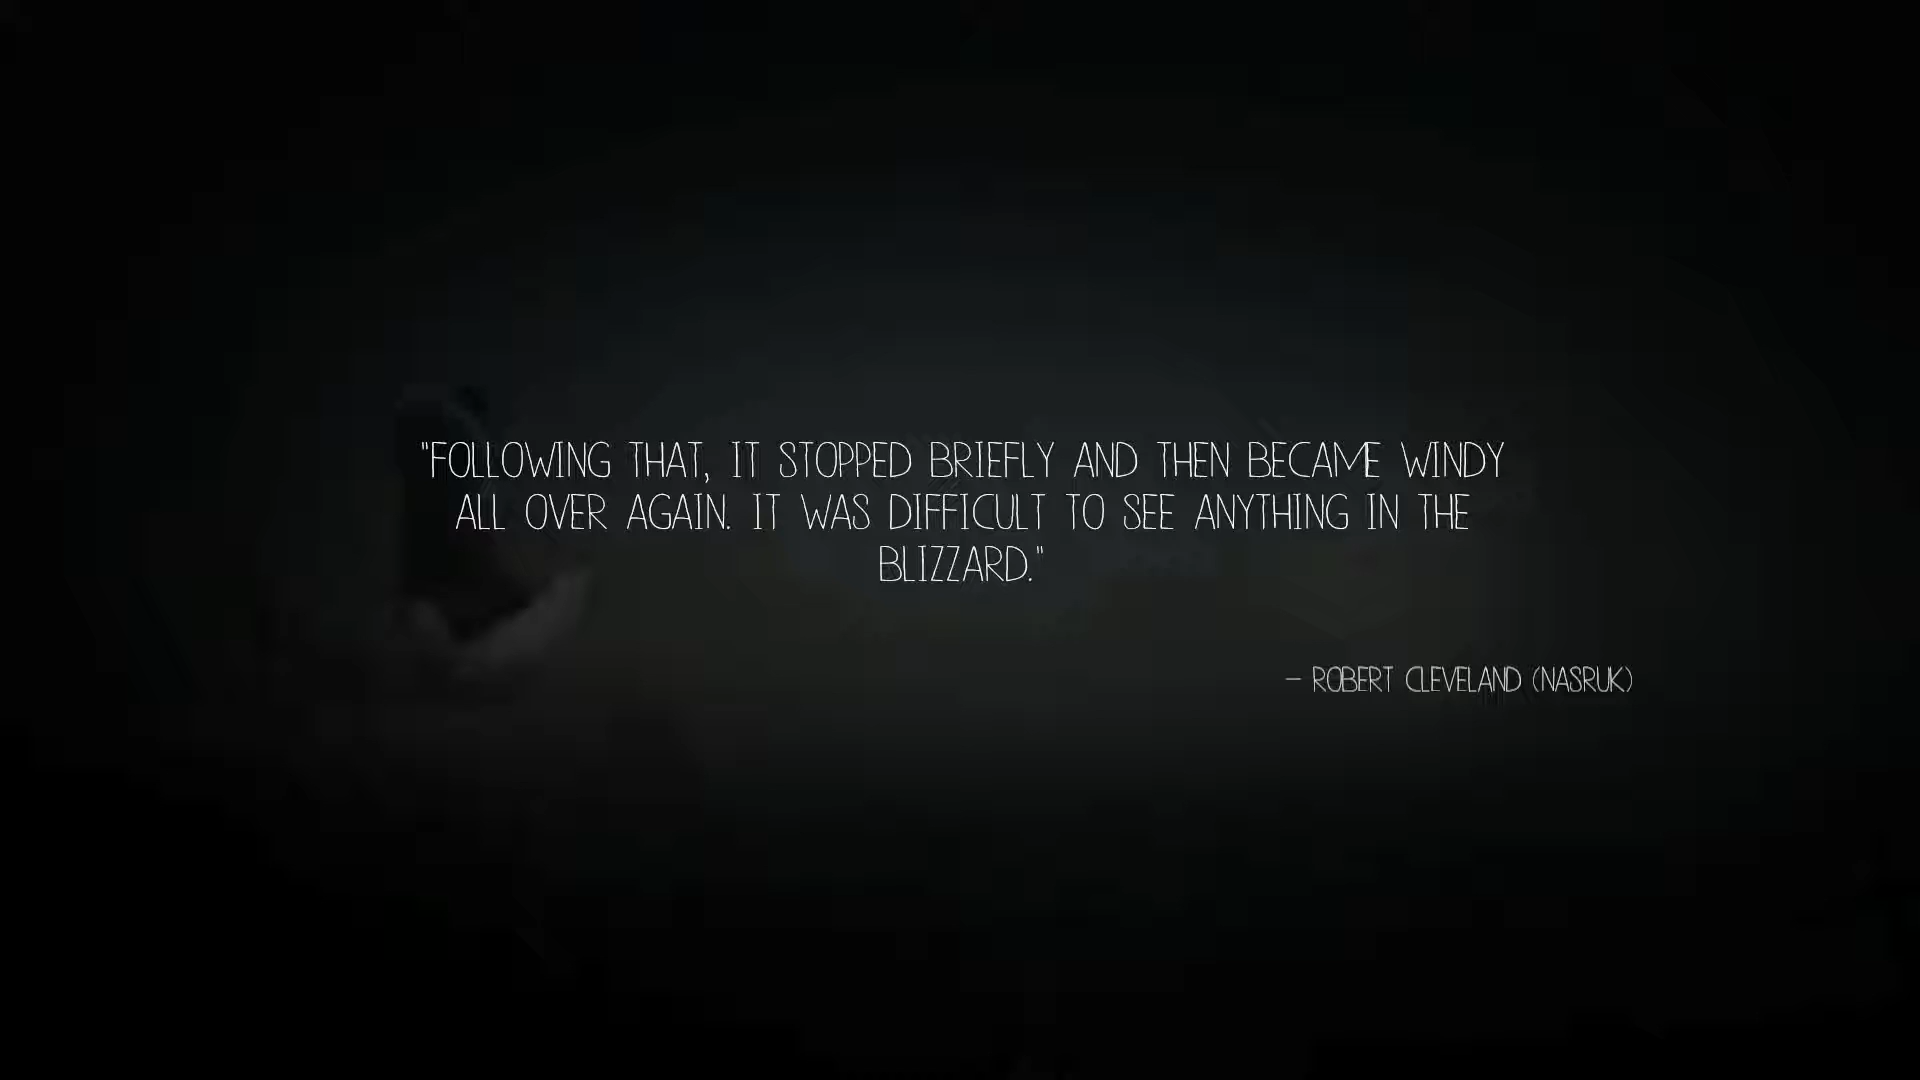 "FOLLOWING THAT, IT STOPPED BRIEFLY AND THEN BECAME WINDY
ALL OVER AGAIN. IT WAS DIFFICULT TO SEE ANYTHING IN THE
BLIZZARD."
– ROBERT CLEVELAND (NASRUK)